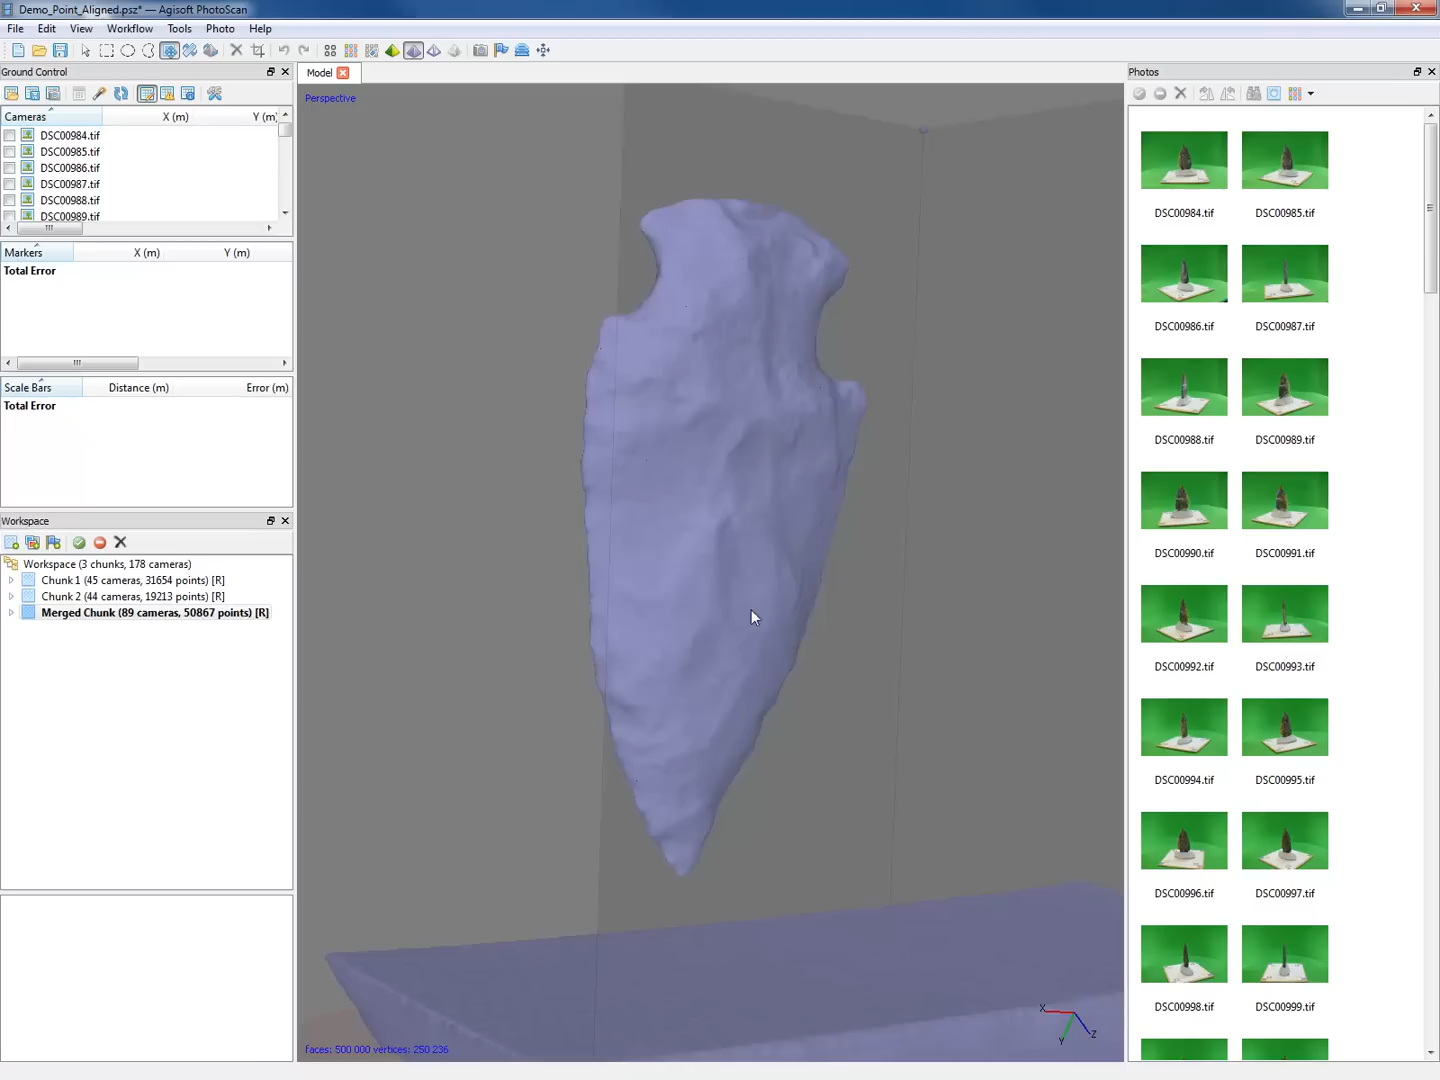 Demo_Point_Aligned.psz* — Agisoft PhotoScan
File Edit View Workflow Tools Photo Help
Ground Control
Cameras X (m) Y (m)
DSC00984.tif
DSC00985.tif
DSC00986.tif
DSC00987.tif
DSC00988.tif
DSC00989.tif
Markers X (m) Y (m)
Total Error
Scale Bars Distance (m) Error (m)
Total Error
Workspace
Workspace (3 chunks, 178 cameras)
Chunk 1 (45 cameras, 31654 points) [R]
Chunk 2 (44 cameras, 19213 points) [R]
Merged Chunk (89 cameras, 50867 points) [R]
Model
Perspective
X
Y
Z
faces: 500 000 vertices: 250 236
Photos
DSC00984.tif DSC00985.tif
DSC00986.tif DSC00987.tif
DSC00988.tif DSC00989.tif
DSC00990.tif DSC00991.tif
DSC00992.tif DSC00993.tif
DSC00994.tif DSC00995.tif
DSC00996.tif DSC00997.tif
DSC00998.tif DSC00999.tif